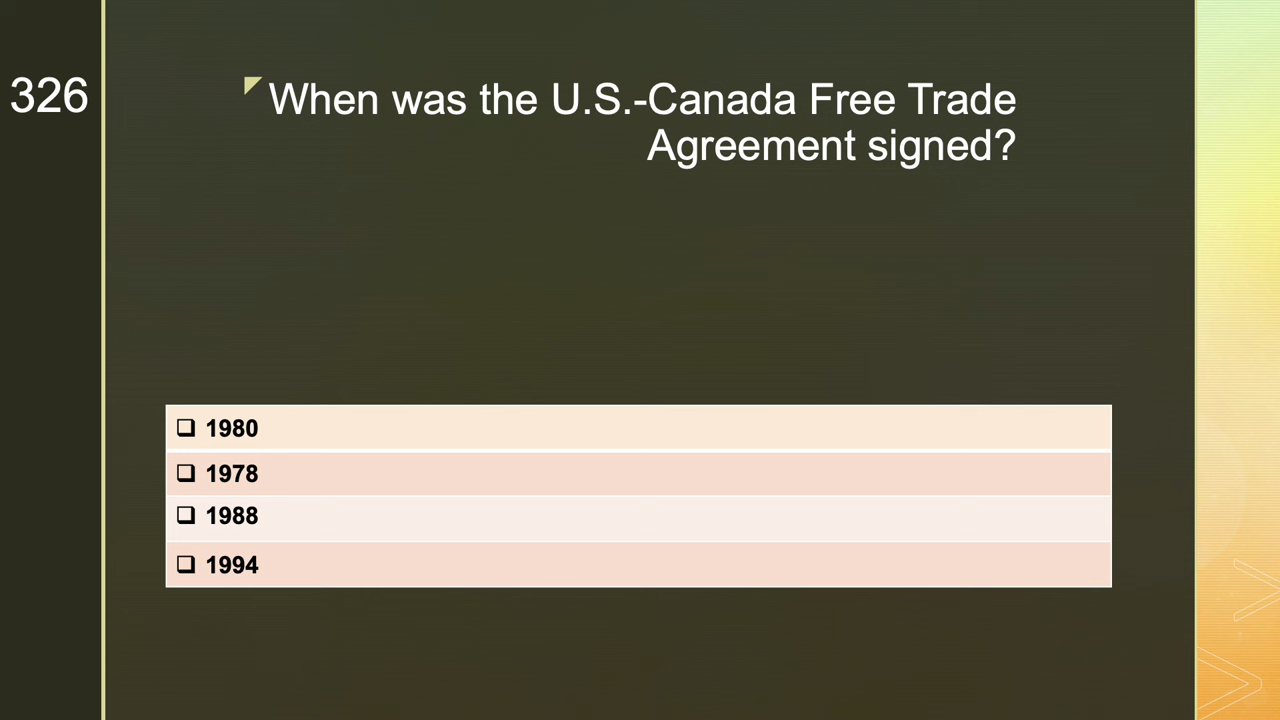 326
When was the U.S.-Canada Free Trade
Agreement signed?
❑ 1980
❑ 1978
❑ 1988
❑ 1994